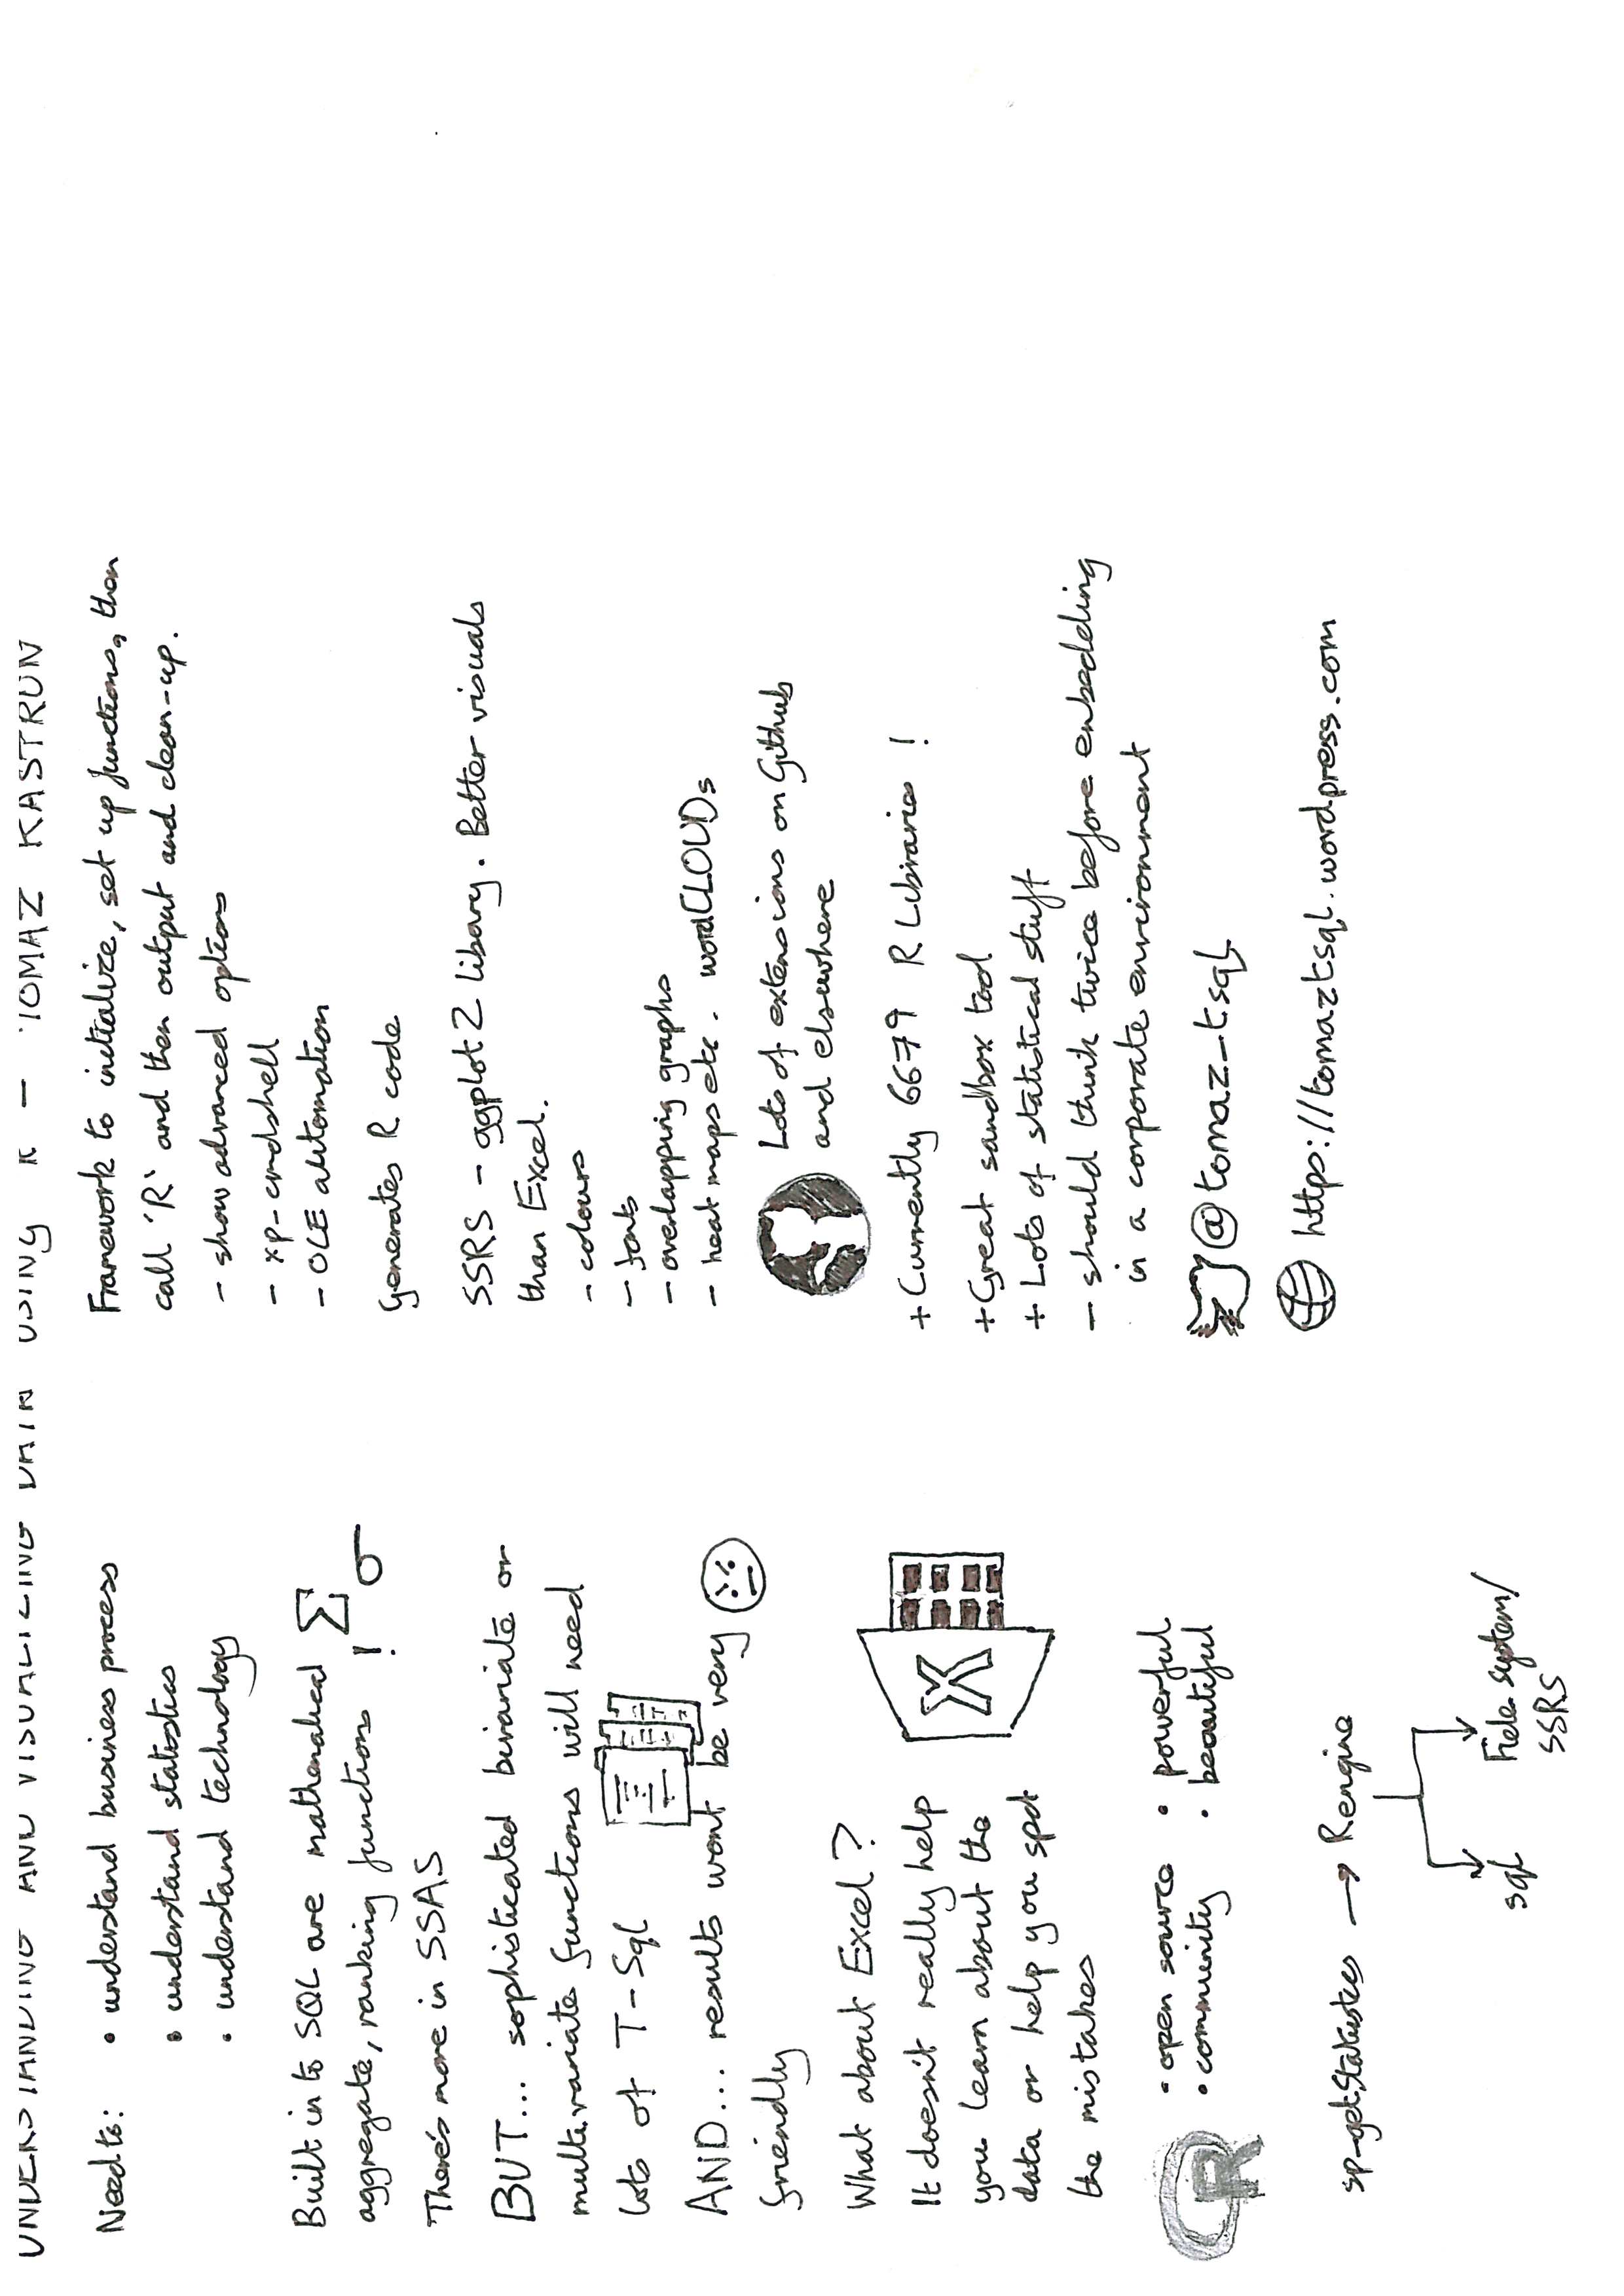 UNDERSTANDING AND VISUALIZING DATA USING R - TOMAZ KASTRUN
Need to: • understand business process
• understand statistics
• understand technology
Built in to SQL are mathematical Σ
aggregate, ranking functions ! σ
There's more in SSAS
BUT... sophisticated bivariate or
multivariate functions will need
lots of T-Sql
AND... results wont be very
friendly
What about Excel?
It doesn't really help
you learn about the
data or help you spot
the mistakes
X
R
• open source • powerful
• community • beautiful
sp-getStatistics → R engine
sql
File system/
SSRS
Framework to initialize, set up functions, then
call 'R' and then output and clean-up.
- show advanced options
- xp-cmdshell
- OLE automation
Generates R code
SSRS - ggplot2 library. Better visuals
than Excel.
- colours
- fonts
- overlapping graphs
- heat maps etc. wordCLOUDs
Lots of extensions on Github
and elsewhere
+ Currently 6679 R Libraries !
+ Great sandbox tool
+ Lots of statistical stuff
- should think twice before embedding
in a corporate environment
@tomaz_tsql
https://tomaztsql.wordpress.com